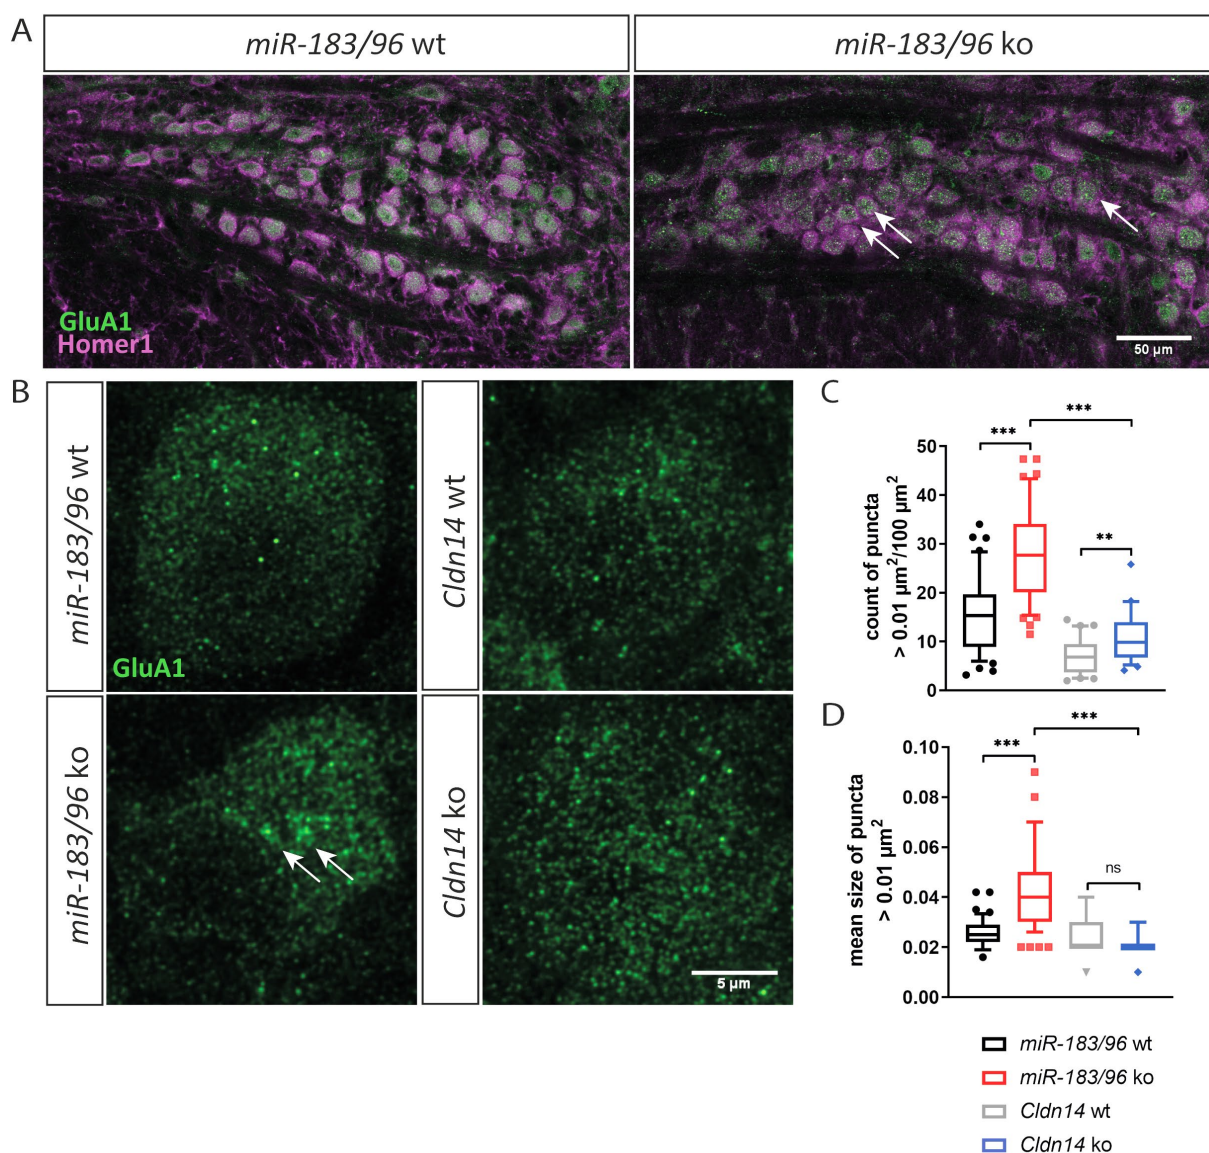 A
miR-183/96 wt
miR-183/96 ko
GluA1
Homer1
50 µm
B
miR-183/96 wt
GluA1
Cldn14 wt
miR-183/96 ko
Cldn14 ko
5 µm
C
count of puncta
> 0.01 µm²/100 µm²
50
40
30
20
10
0
***
***
**
D
mean size of puncta
> 0.01 µm²
0.10
0.08
0.06
0.04
0.02
0.00
***
***
ns
miR-183/96 wt
miR-183/96 ko
Cldn14 wt
Cldn14 ko